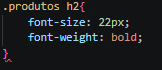 .produtos h2{
    font-size: 22px;
    font-weight: bold;
}